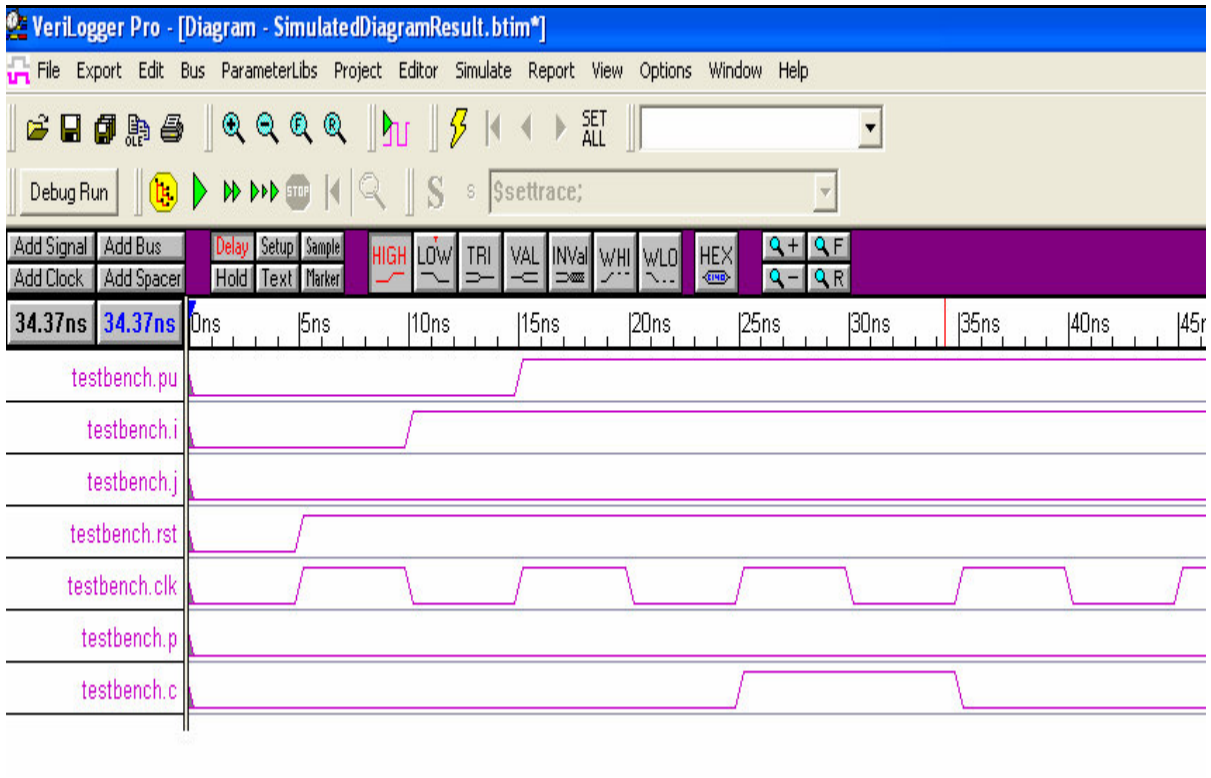 VeriLogger Pro - [Diagram - SimulatedDiagramResult.btim*]
File Export Edit Bus ParameterLibs Project Editor Simulate Report View Options Window Help
OLE F R SET ALL
Debug Run STOP S s $settrace;
Add Signal Add Bus Delay Setup Sample HIGH LOW TRI VAL INVal WHI WLO HEX + F
Add Clock Add Spacer Hold Text Marker - R
34.37ns 34.37ns 0ns 5ns 10ns 15ns 20ns 25ns 30ns 35ns 40ns 45n
testbench.pu
testbench.i
testbench.j
testbench.rst
testbench.clk
testbench.p
testbench.c